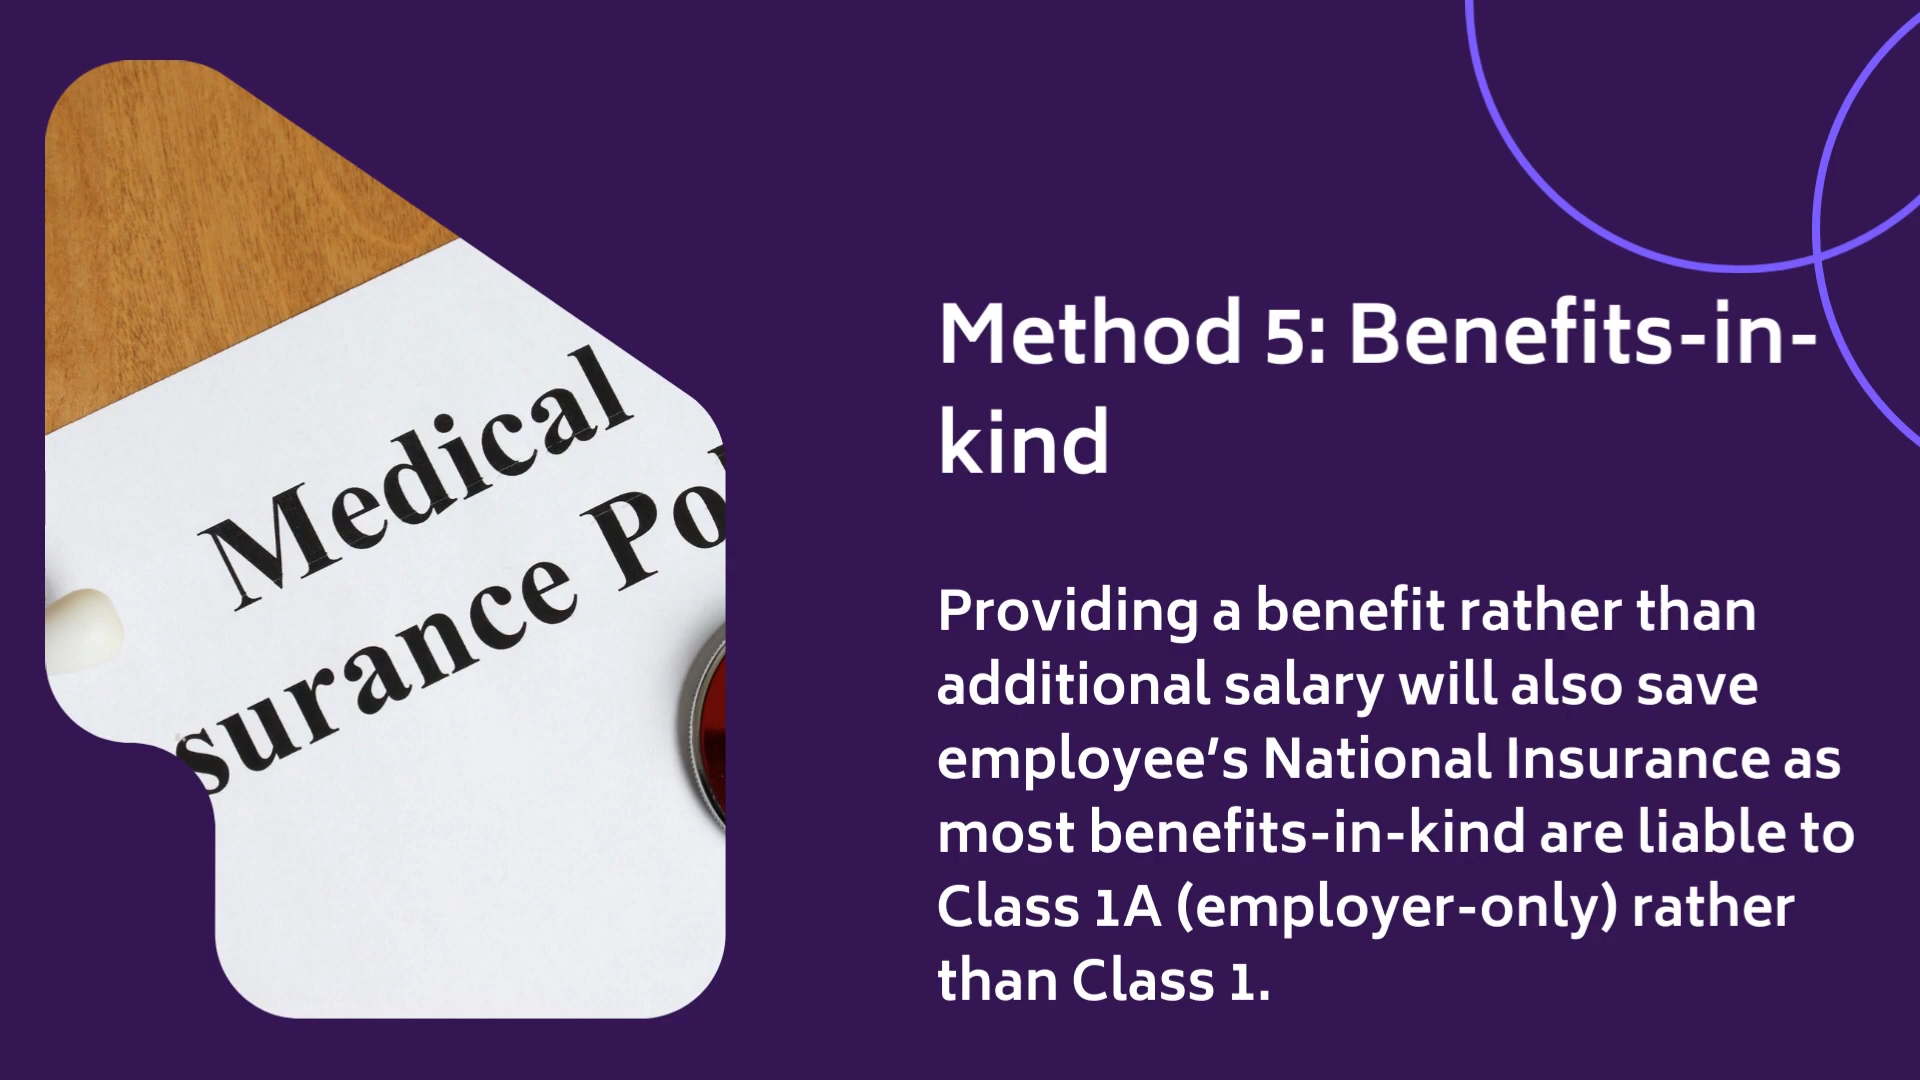 Medical
surance Po
Method 5: Benefits-in-
kind
Providing a benefit rather than
additional salary will also save
employee’s National Insurance as
most benefits-in-kind are liable to
Class 1A (employer-only) rather
than Class 1.